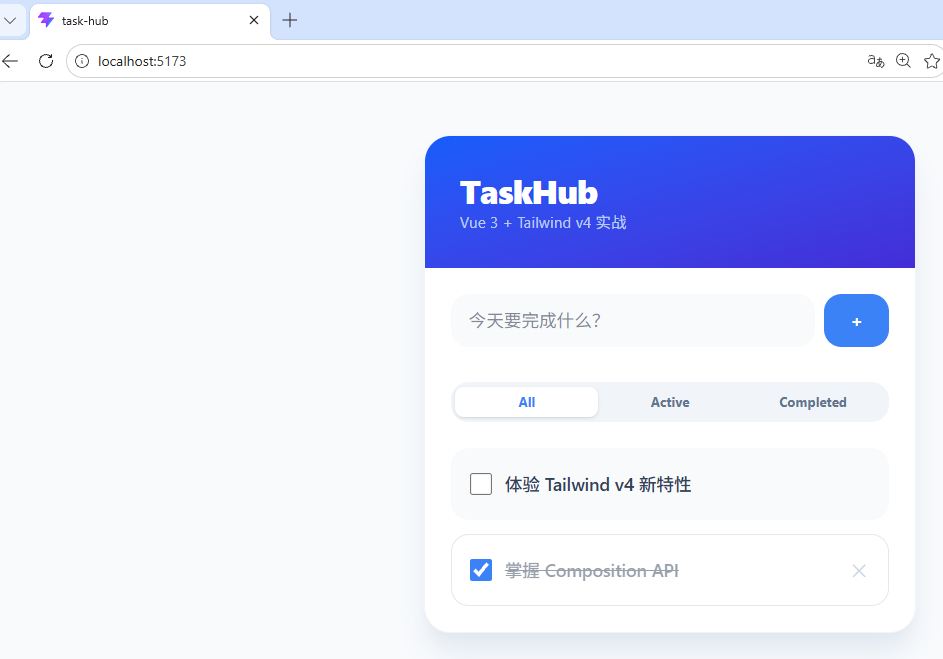 task-hub
localhost:5173
TaskHub
Vue 3 + Tailwind v4 实战
今天要完成什么?
+
All Active Completed
体验 Tailwind v4 新特性
掌握 Composition API